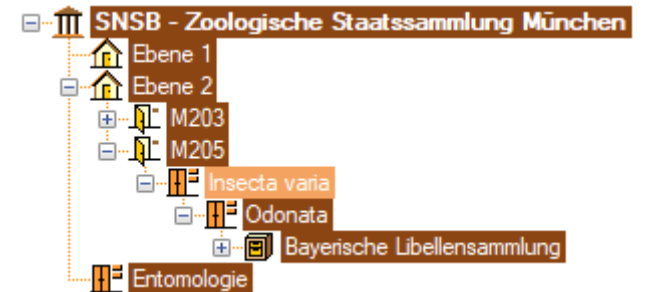 SNSB - Zoologische Staatssammlung München
Ebene 1
Ebene 2
M203
M205
Insecta varia
Odonata
Bayerische Libellensammlung
Entomologie